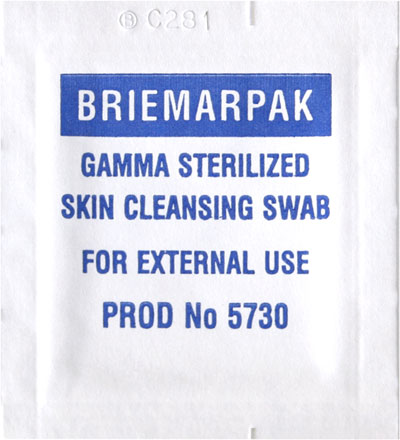 Ⓑ C281
BRIEMARPAK
GAMMA STERILIZED
SKIN CLEANSING SWAB
FOR EXTERNAL USE
PROD No 5730